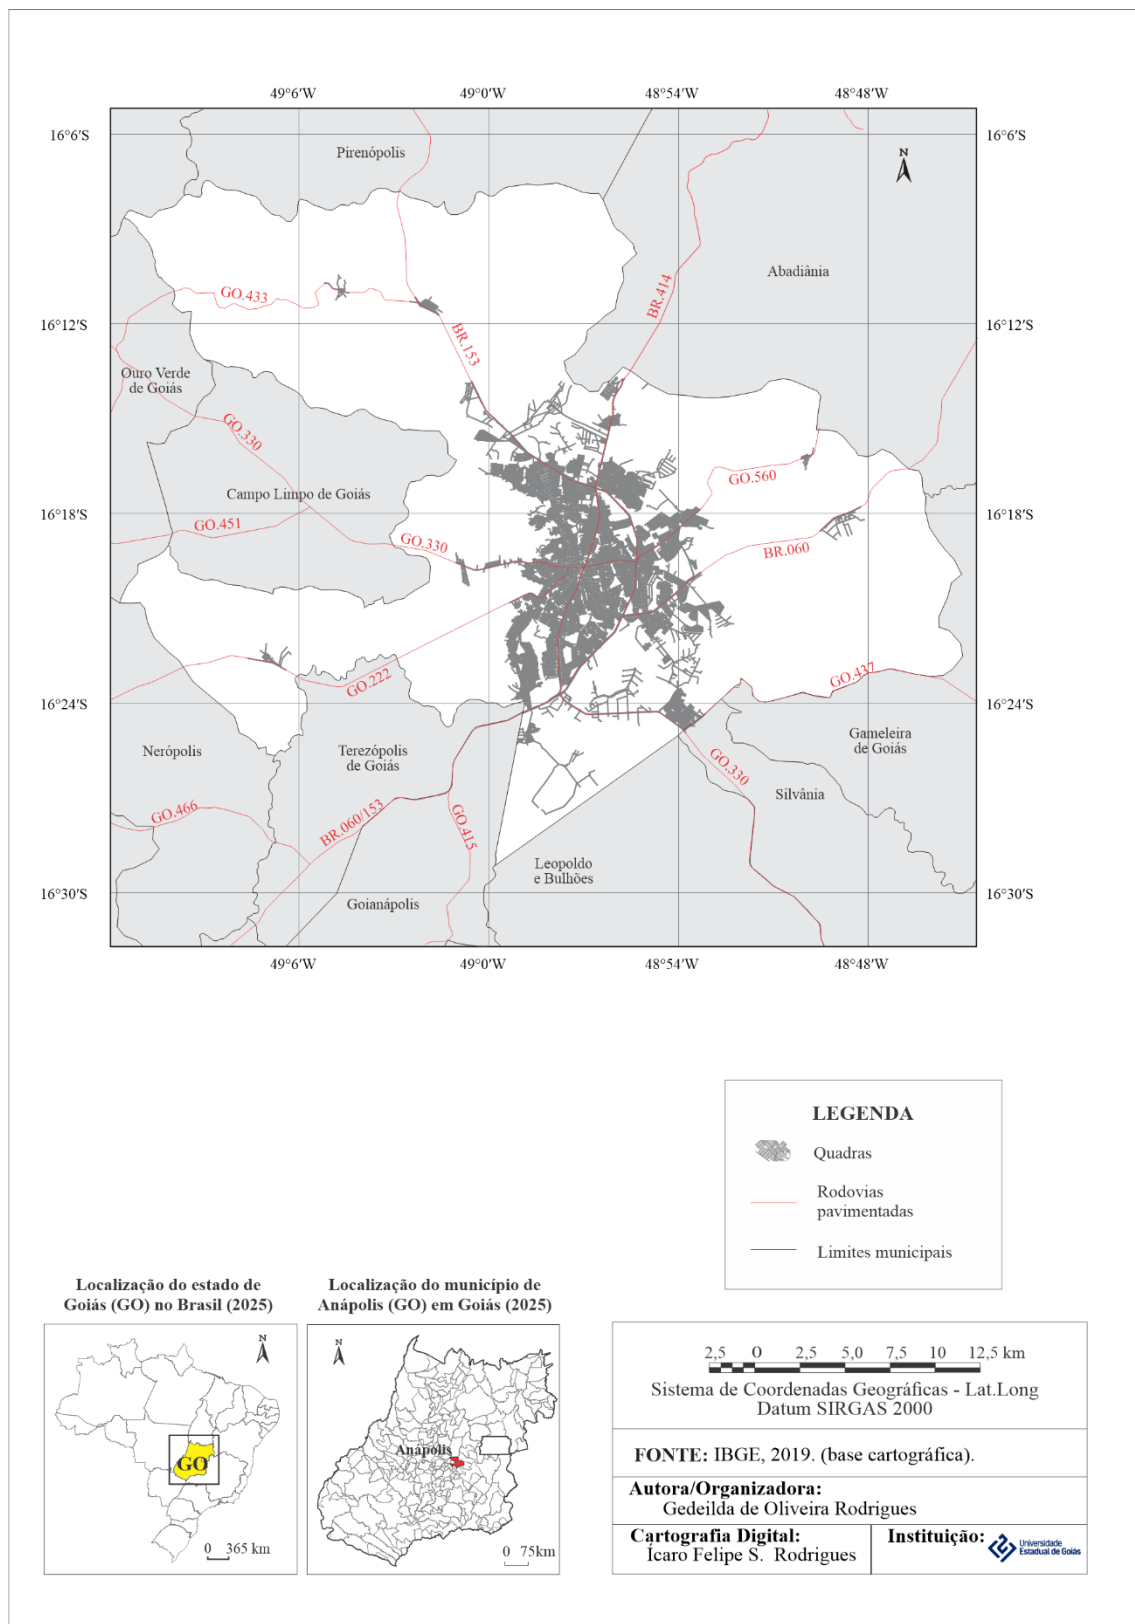 49°6'W
49°0'W
48°54'W
48°48'W
16°6'S
16°6'S
Pirenópolis
N
Abadiânia
GO.433
BR.414
16°12'S
16°12'S
BR.153
Ouro Verde
de Goiás
GO.330
GO.560
Campo Limpo de Goiás
16°18'S
16°18'S
GO.451
GO.330
BR.060
GO.222
GO.437
16°24'S
16°24'S
Nerópolis
Terezópolis
de Goiás
Gameleira
de Goiás
GO.330
Silvânia
GO.466
BR.060/153
GO.415
Leopoldo
e Bulhões
16°30'S
16°30'S
Goianápolis
49°6'W
49°0'W
48°54'W
48°48'W
LEGENDA
Quadras
Rodovias
pavimentadas
Limites municipais
Localização do estado de
Goiás (GO) no Brasil (2025)
N
GO
0 365 km
Localização do município de
Anápolis (GO) em Goiás (2025)
N
Anápolis
0 75km
2,5 0 2,5 5,0 7,5 10 12,5 km
Sistema de Coordenadas Geográficas - Lat.Long
Datum SIRGAS 2000
FONTE: IBGE, 2019. (base cartográfica).
Autora/Organizadora:
Gedeilda de Oliveira Rodrigues
Cartografia Digital:
Ícaro Felipe S. Rodrigues
Instituição:
Universidade
Estadual de Goiás